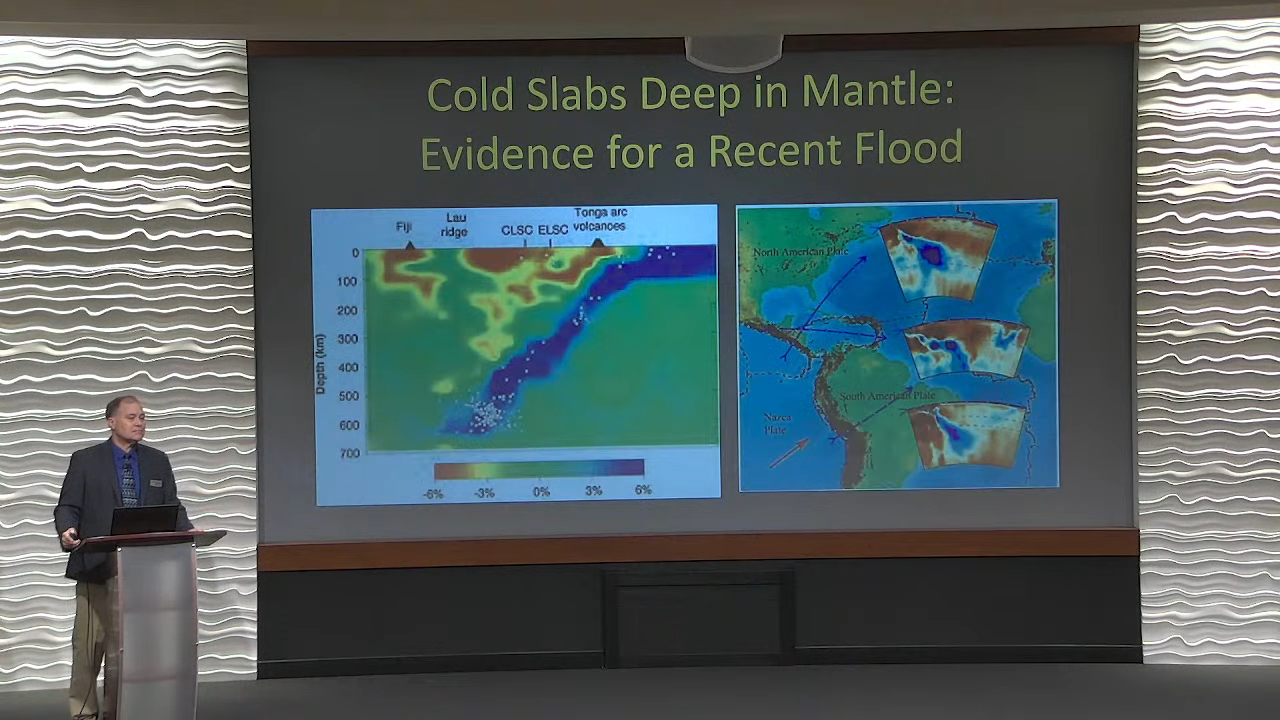 Cold Slabs Deep in Mantle:
Evidence for a Recent Flood
Fiji
Lau
ridge
CLSC
ELSC
Tonga arc
volcanoes
0
100
200
300
400
500
600
700
Depth (km)
-6%
-3%
0%
3%
6%
North American Plate
South American Plate
Nazca
Plate